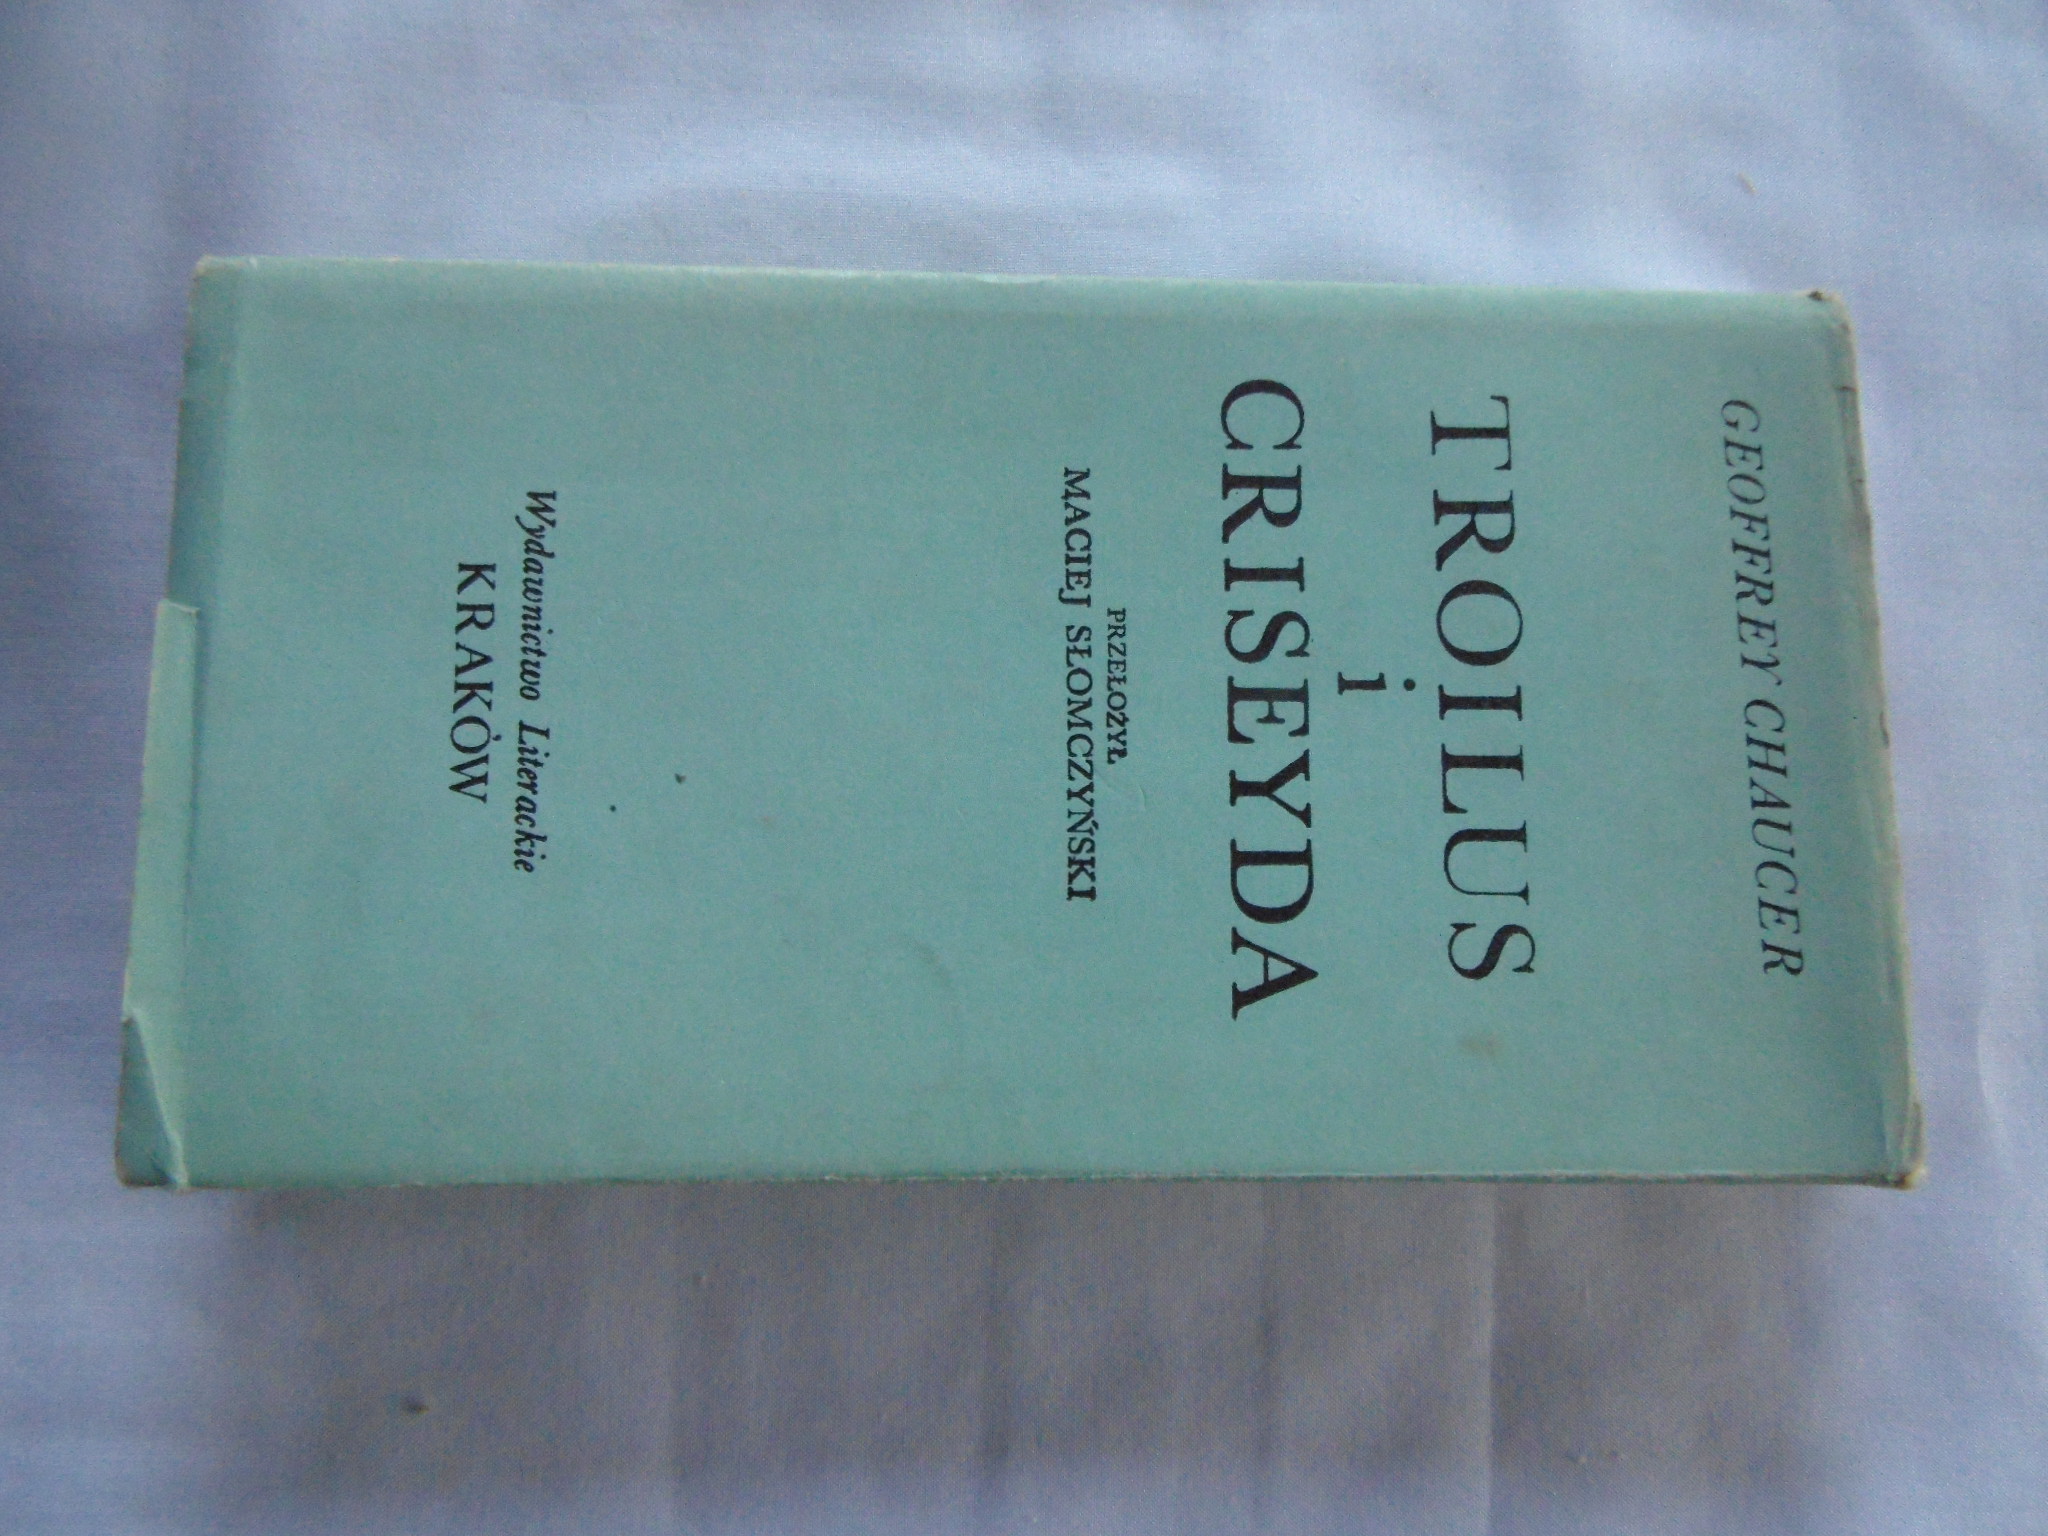 GEOFFREY CHAUCER
TROILUS
i
CRISEYDA
PRZEŁOŻYŁ
MACIEJ SŁOMCZYŃSKI
Wydawnictwo Literackie
KRAKÓW